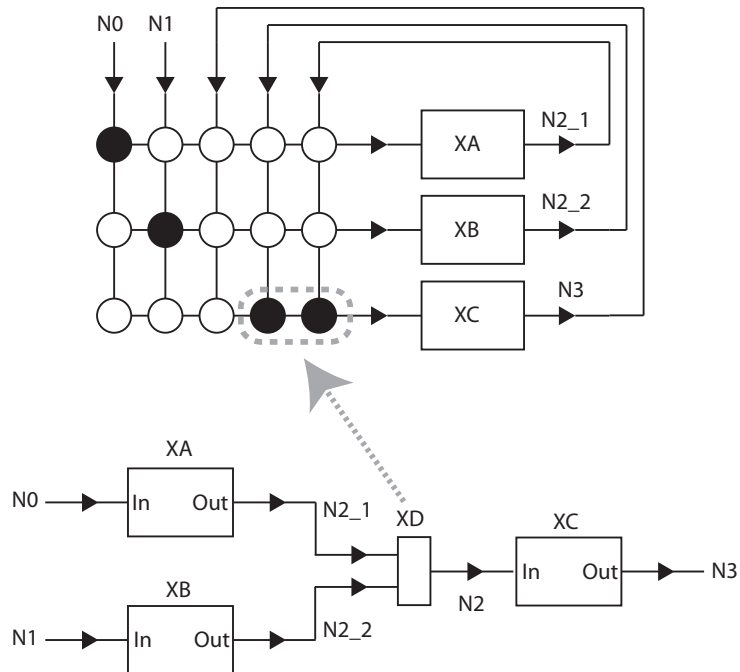 N0 N1
XA N2_1
XB N2_2
XC N3
XA
N0 In Out N2_1
XD XC
In Out N3
N2
XB
N1 In Out N2_2